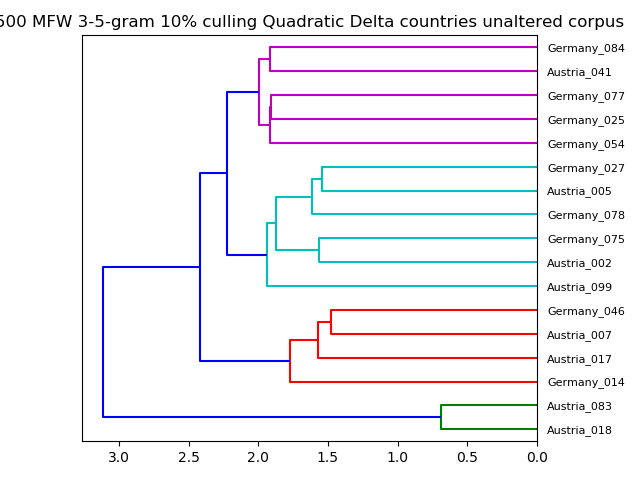 500 MFW 3-5-gram 10% culling Quadratic Delta countries unaltered corpus
Germany_084
Austria_041
Germany_077
Germany_025
Germany_054
Germany_027
Austria_005
Germany_078
Germany_075
Austria_002
Austria_099
Germany_046
Austria_007
Austria_017
Germany_014
Austria_083
Austria_018
3.0 2.5 2.0 1.5 1.0 0.5 0.0